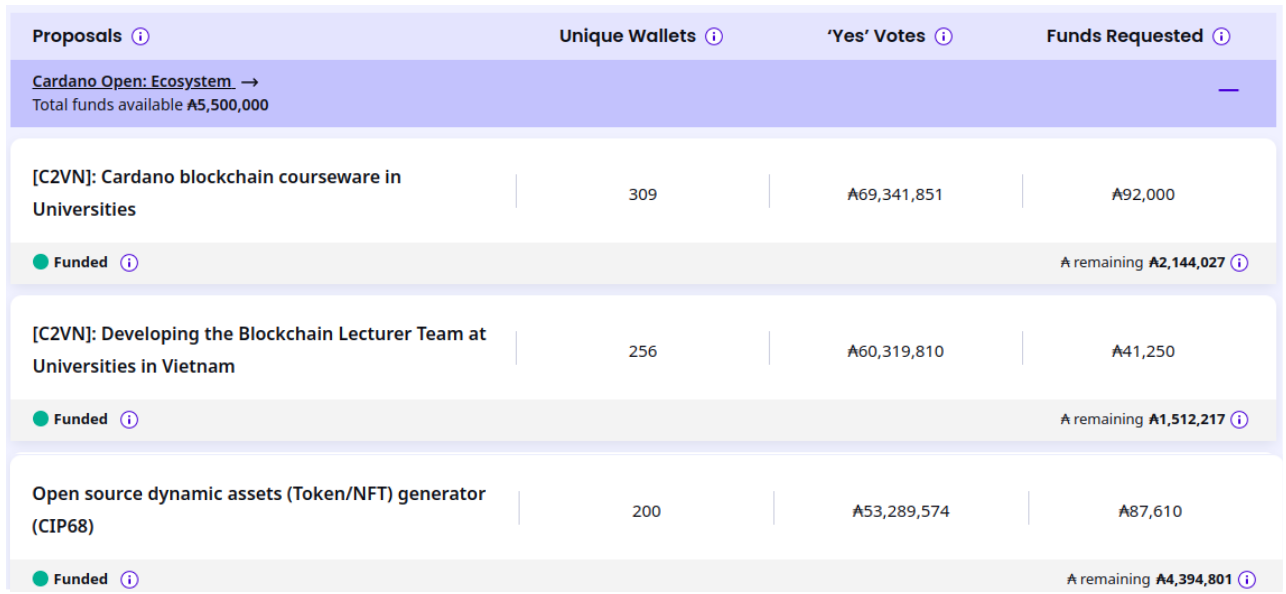 Proposals Unique Wallets ‘Yes’ Votes Funds Requested
Cardano Open: Ecosystem →
Total funds available ₳5,500,000
[C2VN]: Cardano blockchain courseware in
Universities
309 ₳69,341,851 ₳92,000
Funded ₳ remaining ₳2,144,027
[C2VN]: Developing the Blockchain Lecturer Team at
Universities in Vietnam
256 ₳60,319,810 ₳41,250
Funded ₳ remaining ₳1,512,217
Open source dynamic assets (Token/NFT) generator
(CIP68)
200 ₳53,289,574 ₳87,610
Funded ₳ remaining ₳4,394,801